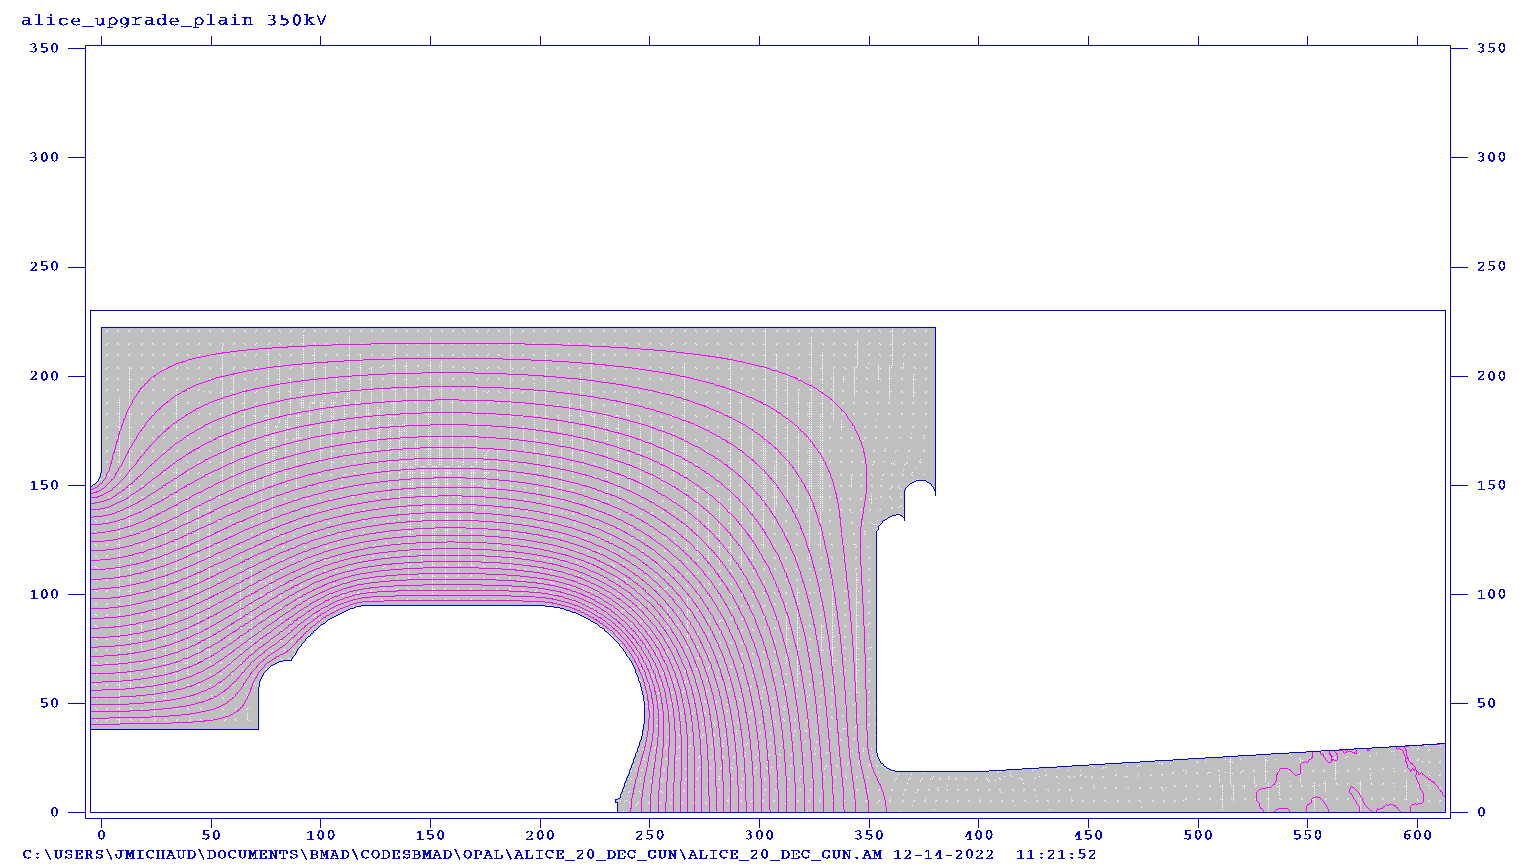 alice_upgrade_plain 350kV
350 350
300 300
250 250
200 200
150 150
100 100
50 50
0 0
0 50 100 150 200 250 300 350 400 450 500 550 600
C:\USERS\JMICHAUD\DOCUMENTS\BMAD\CODESBMAD\OPAL\ALICE_20_DEC_GUN\ALICE_20_DEC_GUN.AM 12-14-2022 11:21:52